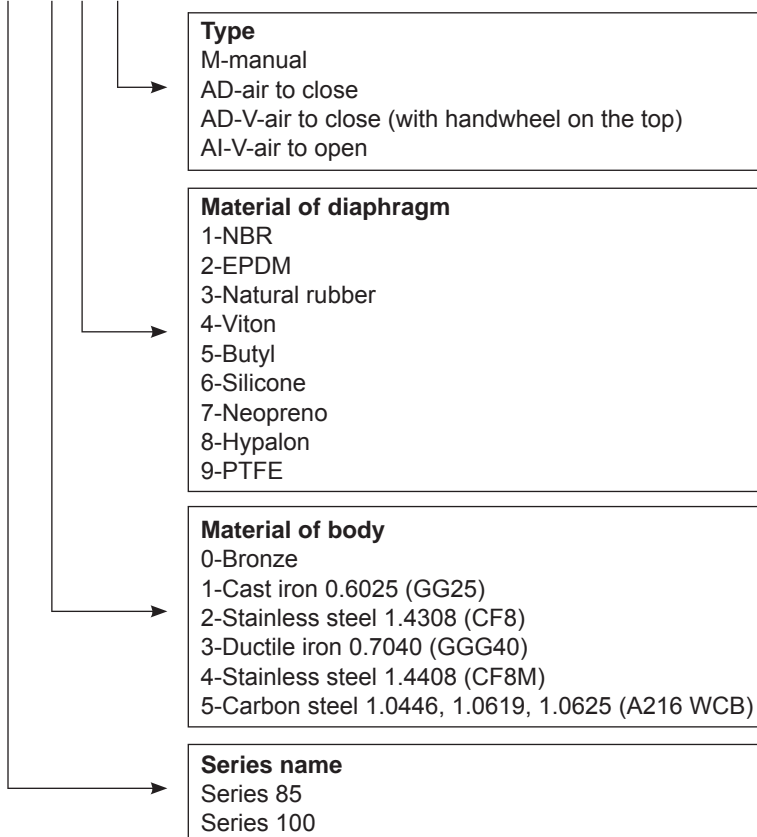 Type
M-manual
AD-air to close
AD-V-air to close (with handwheel on the top)
AI-V-air to open
Material of diaphragm
1-NBR
2-EPDM
3-Natural rubber
4-Viton
5-Butyl
6-Silicone
7-Neopreno
8-Hypalon
9-PTFE
Material of body
0-Bronze
1-Cast iron 0.6025 (GG25)
2-Stainless steel 1.4308 (CF8)
3-Ductile iron 0.7040 (GGG40)
4-Stainless steel 1.4408 (CF8M)
5-Carbon steel 1.0446, 1.0619, 1.0625 (A216 WCB)
Series name
Series 85
Series 100